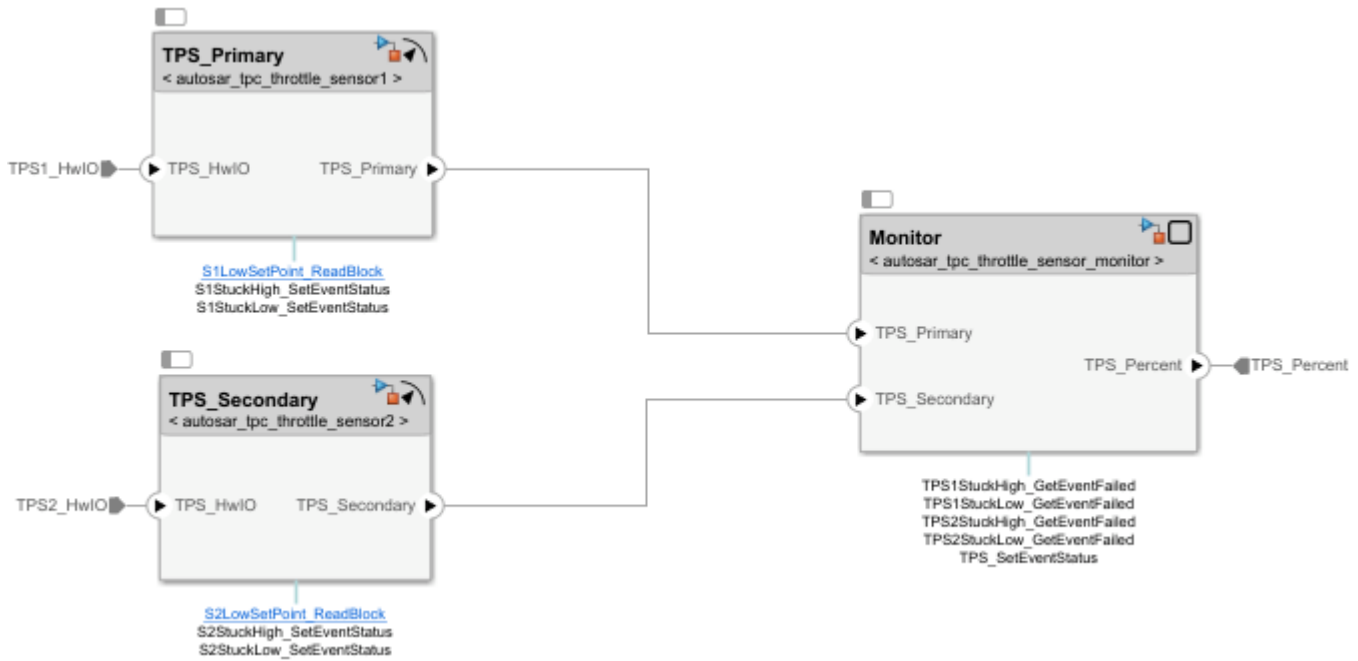 TPS_Primary
< autosar_tpc_throttle_sensor1 >
TPS1_HwIO
TPS_HwIO
TPS_Primary
S1LowSetPoint_ReadBlock
S1StuckHigh_SetEventStatus
S1StuckLow_SetEventStatus
TPS_Secondary
< autosar_tpc_throttle_sensor2 >
TPS2_HwIO
TPS_HwIO
TPS_Secondary
S2LowSetPoint_ReadBlock
S2StuckHigh_SetEventStatus
S2StuckLow_SetEventStatus
Monitor
< autosar_tpc_throttle_sensor_monitor >
TPS_Primary
TPS_Percent
TPS_Percent
TPS_Secondary
TPS1StuckHigh_GetEventFailed
TPS1StuckLow_GetEventFailed
TPS2StuckHigh_GetEventFailed
TPS2StuckLow_GetEventFailed
TPS_SetEventStatus